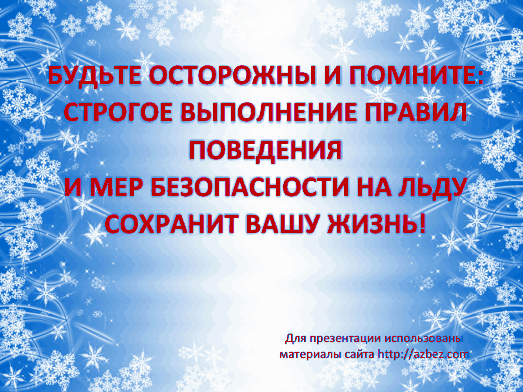 БУДЬТЕ ОСТОРОЖНЫ И ПОМНИТЕ:
СТРОГОЕ ВЫПОЛНЕНИЕ ПРАВИЛ
ПОВЕДЕНИЯ
И МЕР БЕЗОПАСНОСТИ НА ЛЬДУ
СОХРАНИТ ВАШУ ЖИЗНЬ!
Для презентации использованы
материалы сайта http://azbez.com